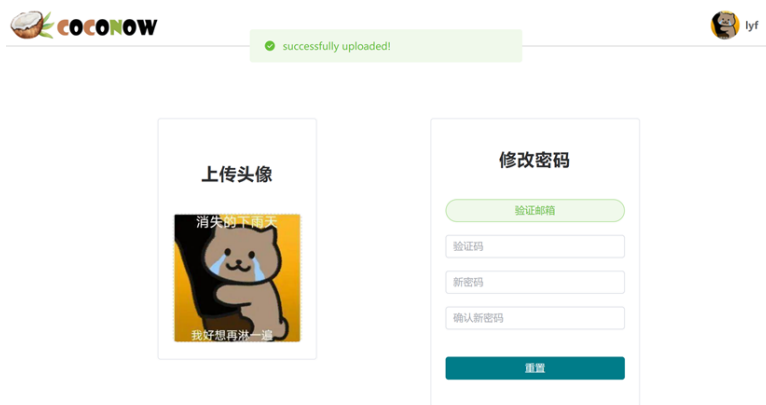 COCONOW
successfully uploaded!
lyf
上传头像
消失的下雨天
我好想再淋一遍
修改密码
验证邮箱
验证码
新密码
确认新密码
重置